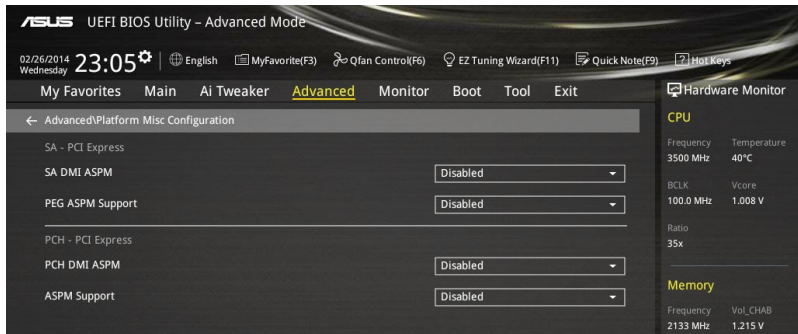 ASUS UEFI BIOS Utility – Advanced Mode
02/26/2014 Wednesday 23:05 English MyFavorite(F3) Qfan Control(F6) EZ Tuning Wizard(F11) Quick Note(F9) ? Hot Keys
My Favorites Main Ai Tweaker Advanced Monitor Boot Tool Exit
← Advanced\Platform Misc Configuration
SA - PCI Express
SA DMI ASPM Disabled
PEG ASPM Support Disabled
PCH - PCI Express
PCH DMI ASPM Disabled
ASPM Support Disabled
Hardware Monitor
CPU
Frequency Temperature
3500 MHz 40°C
BCLK Vcore
100.0 MHz 1.008 V
Ratio
35x
Memory
Frequency Vol_CHAB
2133 MHz 1.215 V